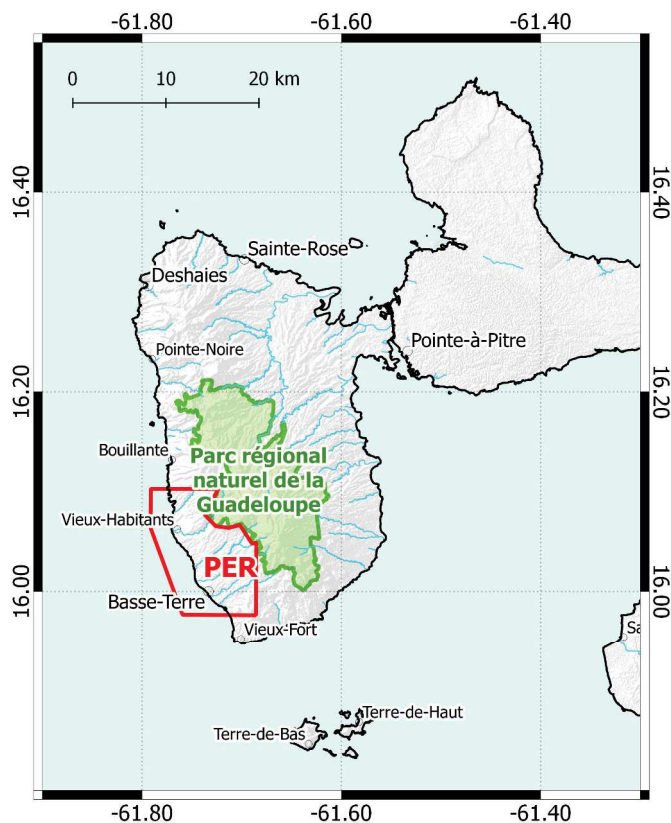 -61.80 -61.60 -61.40
0 10 20 km
16.40 16.40
Sainte-Rose
Deshaies
Pointe-à-Pitre
Pointe-Noire
16.20 16.20
Bouillante
Parc régional
naturel de la
Guadeloupe
Vieux-Habitants
PER
16.00 16.00
Basse-Terre
Vieux-Fort
Sa
Terre-de-Haut
Terre-de-Bas
-61.80 -61.60 -61.40